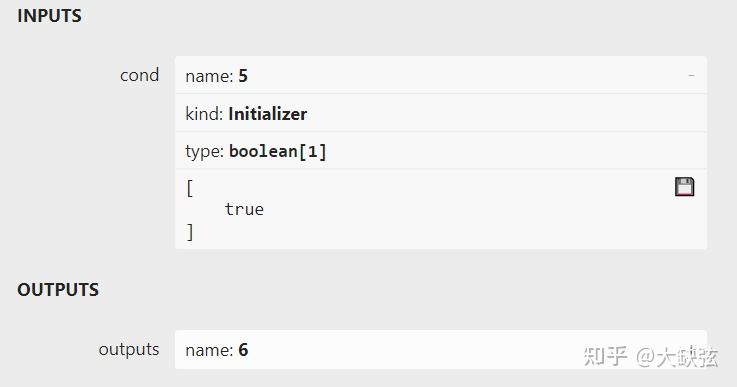 INPUTS
cond name: 5 -
kind: Initializer
type: boolean[1]
[
true
]
OUTPUTS
outputs name: 6
知乎 @大缺弦